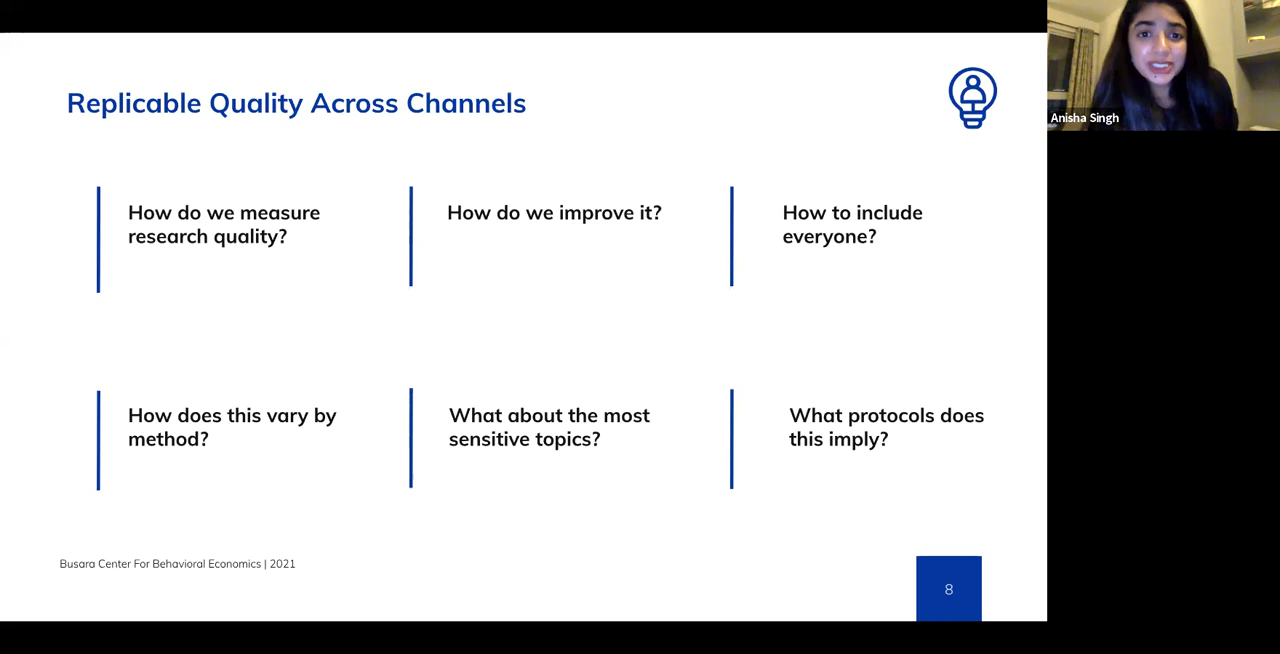 Replicable Quality Across Channels
Anisha Singh
How do we measure
research quality?
How do we improve it?
How to include
everyone?
How does this vary by
method?
What about the most
sensitive topics?
What protocols does
this imply?
Busara Center For Behavioral Economics | 2021
8